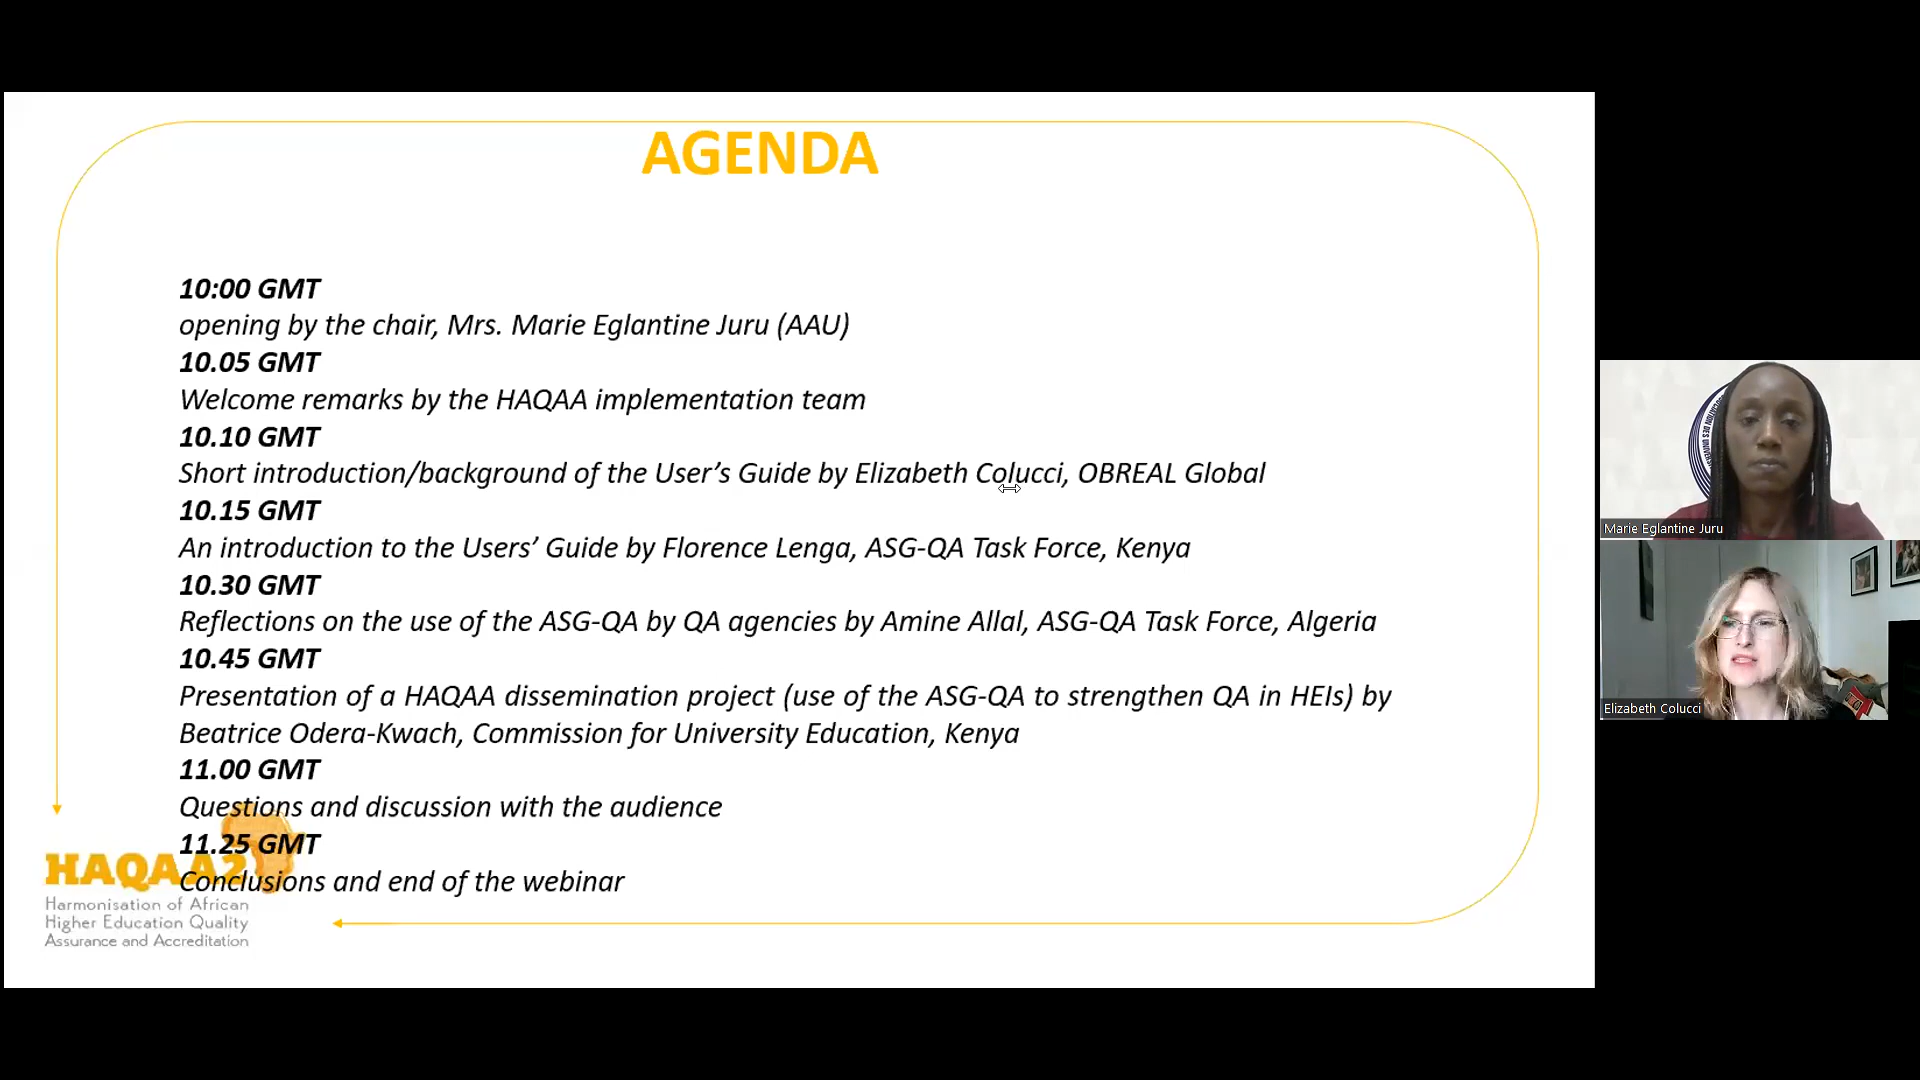 AGENDA
10:00 GMT
opening by the chair, Mrs. Marie Eglantine Juru (AAU)
10.05 GMT
Welcome remarks by the HAQAA implementation team
10.10 GMT
Short introduction/background of the User’s Guide by Elizabeth Colucci, OBREAL Global
10.15 GMT
An introduction to the Users’ Guide by Florence Lenga, ASG-QA Task Force, Kenya
10.30 GMT
Reflections on the use of the ASG-QA by QA agencies by Amine Allal, ASG-QA Task Force, Algeria
10.45 GMT
Presentation of a HAQAA dissemination project (use of the ASG-QA to strengthen QA in HEIs) by
Beatrice Odera-Kwach, Commission for University Education, Kenya
11.00 GMT
Questions and discussion with the audience
11.25 GMT
Conclusions and end of the webinar
HAQAA2
Harmonisation of African
Higher Education Quality
Assurance and Accreditation
Marie Eglantine Juru
Elizabeth Colucci